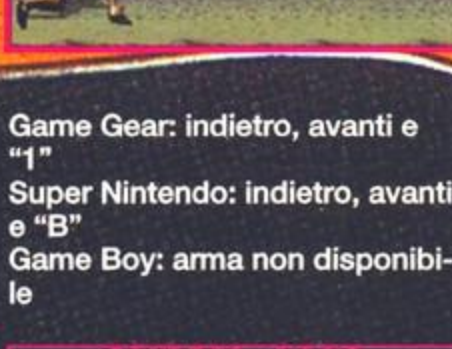 Game Gear: indietro, avanti e
“1”
Super Nintendo: indietro, avanti
e “B”
Game Boy: arma non disponibi-
le